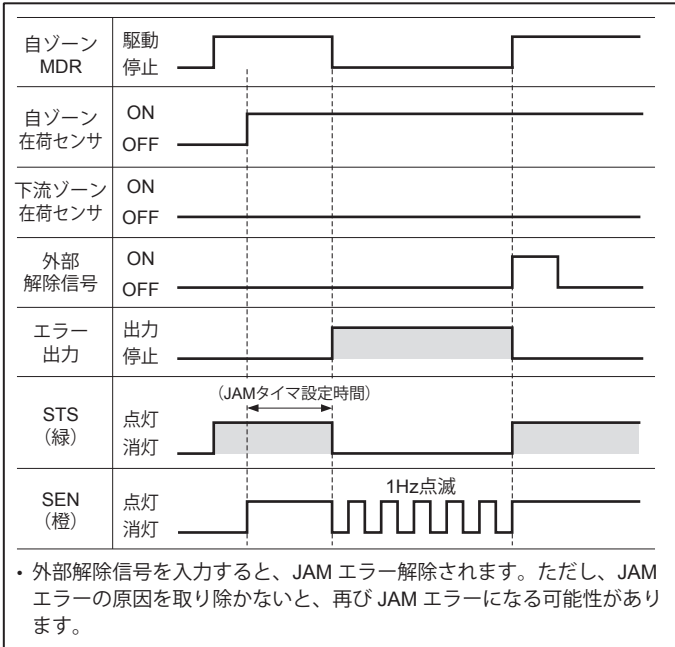 自ゾーン
MDR
駆動
停止
自ゾーン
在荷センサ
ON
OFF
下流ゾーン
在荷センサ
ON
OFF
外部
解除信号
ON
OFF
エラー
出力
出力
停止
(JAMタイマ設定時間)
STS
(緑)
点灯
消灯
1Hz点滅
SEN
(橙)
点灯
消灯
・外部解除信号を入力すると、JAM エラー解除されます。ただし、JAM
エラーの原因を取り除かないと、再び JAM エラーになる可能性があり
ます。